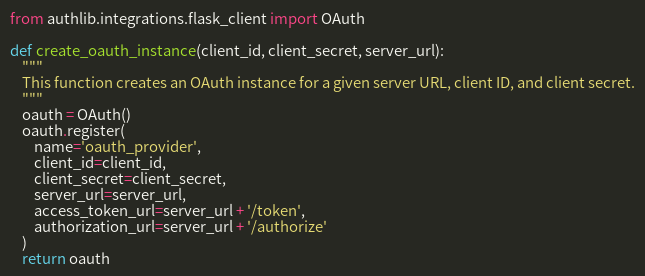 from authlib.integrations.flask_client import OAuth

def create_oauth_instance(client_id, client_secret, server_url):
    """
    This function creates an OAuth instance for a given server URL, client ID, and client secret.
    """
    oauth = OAuth()
    oauth.register(
        name='oauth_provider',
        client_id=client_id,
        client_secret=client_secret,
        server_url=server_url,
        access_token_url=server_url + '/token',
        authorization_url=server_url + '/authorize'
    )
    return oauth